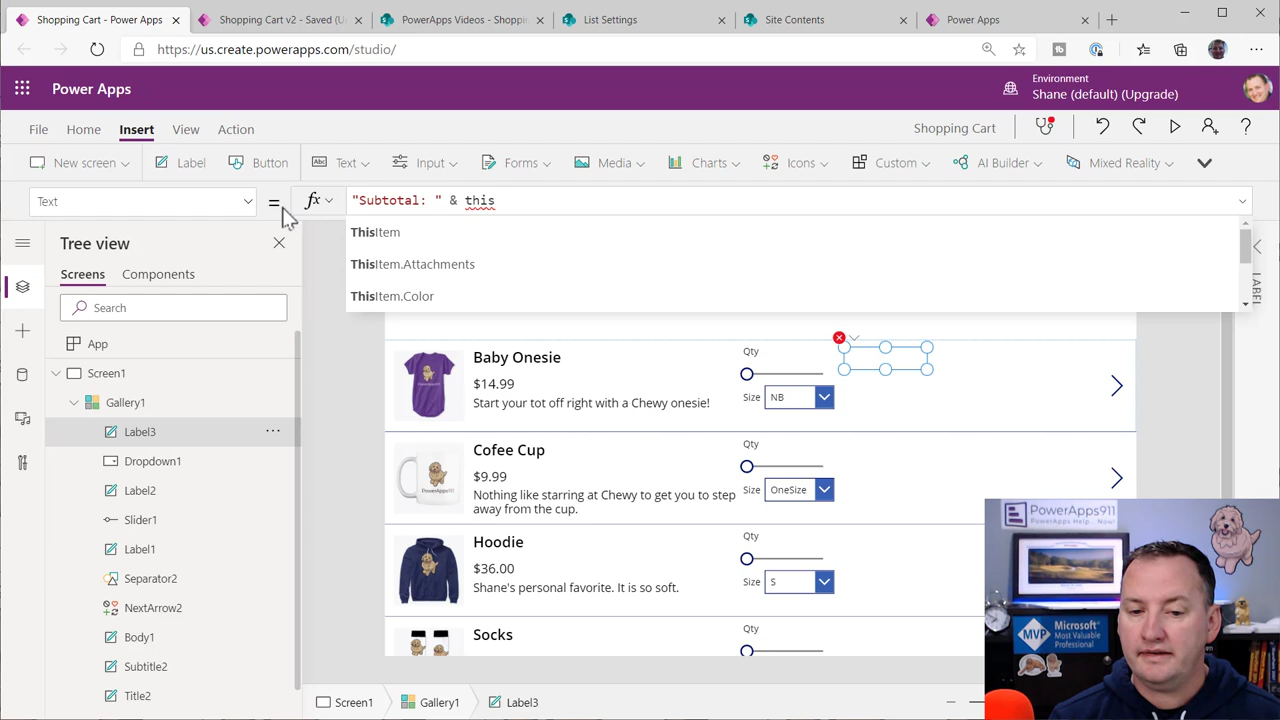 Shopping Cart - Power Apps
Shopping Cart v2 - Saved (U
PowerApps Videos - Shoppin
List Settings
Site Contents
Power Apps
https://us.create.powerapps.com/studio/
Power Apps
Environment
Shane (default) (Upgrade)
File
Home
Insert
View
Action
Shopping Cart
New screen
Label
Button
Text
Input
Forms
Media
Charts
Icons
Custom
AI Builder
Mixed Reality
Text
=
fx
"Subtotal: " & this
ThisItem
ThisItem.Attachments
ThisItem.Color
Tree view
Screens
Components
Search
App
Screen1
Gallery1
Label3
Dropdown1
Label2
Slider1
Label1
Separator2
NextArrow2
Body1
Subtitle2
Title2
LABEL
Baby Onesie
$14.99
Start your tot off right with a Chewy onesie!
Qty
Size
NB
Cofee Cup
$9.99
Nothing like starring at Chewy to get you to step
away from the cup.
Qty
Size
OneSize
Hoodie
$36.00
Shane's personal favorite. It is so soft.
Qty
Size
S
Socks
Qty
Screen1
Gallery1
Label3
PowerApps911
PowerApps Help... Now!
Microsoft®
Most Valuable
Professional
MVP